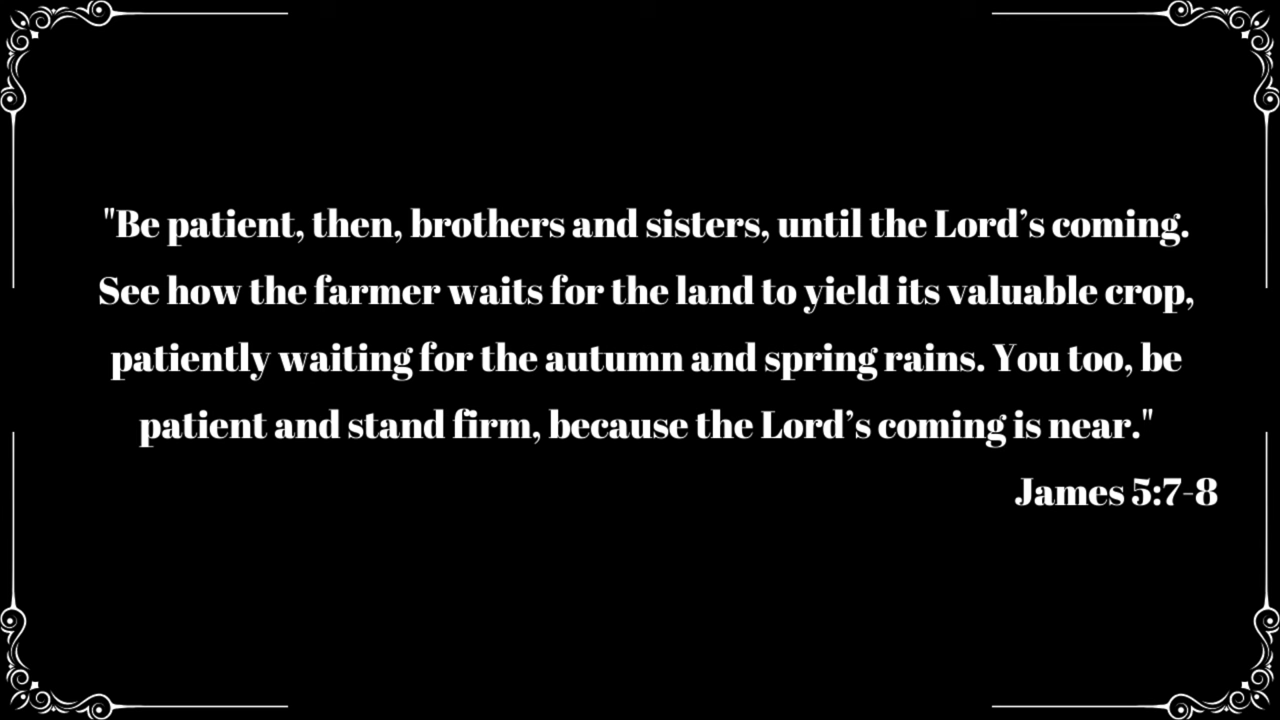 "Be patient, then, brothers and sisters, until the Lord’s coming.
See how the farmer waits for the land to yield its valuable crop,
patiently waiting for the autumn and spring rains. You too, be
patient and stand firm, because the Lord’s coming is near."
James 5:7-8